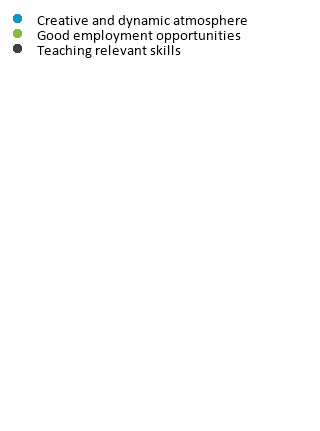 Creative and dynamic atmosphere
Good employment opportunities
Teaching relevant skills